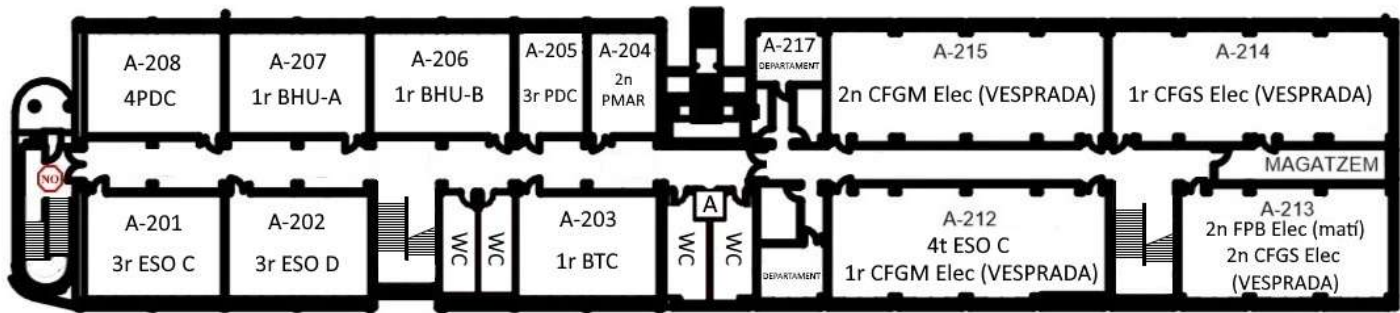 A-208
4PDC
A-207
1r BHU-A
A-206
1r BHU-B
A-205
3r PDC
A-204
2n
PMAR
A-217
DEPARTAMENT
A-215
2n CFGM Elec (VESPRADA)
A-214
1r CFGS Elec (VESPRADA)
NO
MAGATZEM
A-201
3r ESO C
A-202
3r ESO D
WC
WC
A-203
1r BTC
WC
A
WC
DEPARTAMENT
A-212
4t ESO C
1r CFGM Elec (VESPRADA)
A-213
2n FPB Elec (matí)
2n CFGS Elec
(VESPRADA)